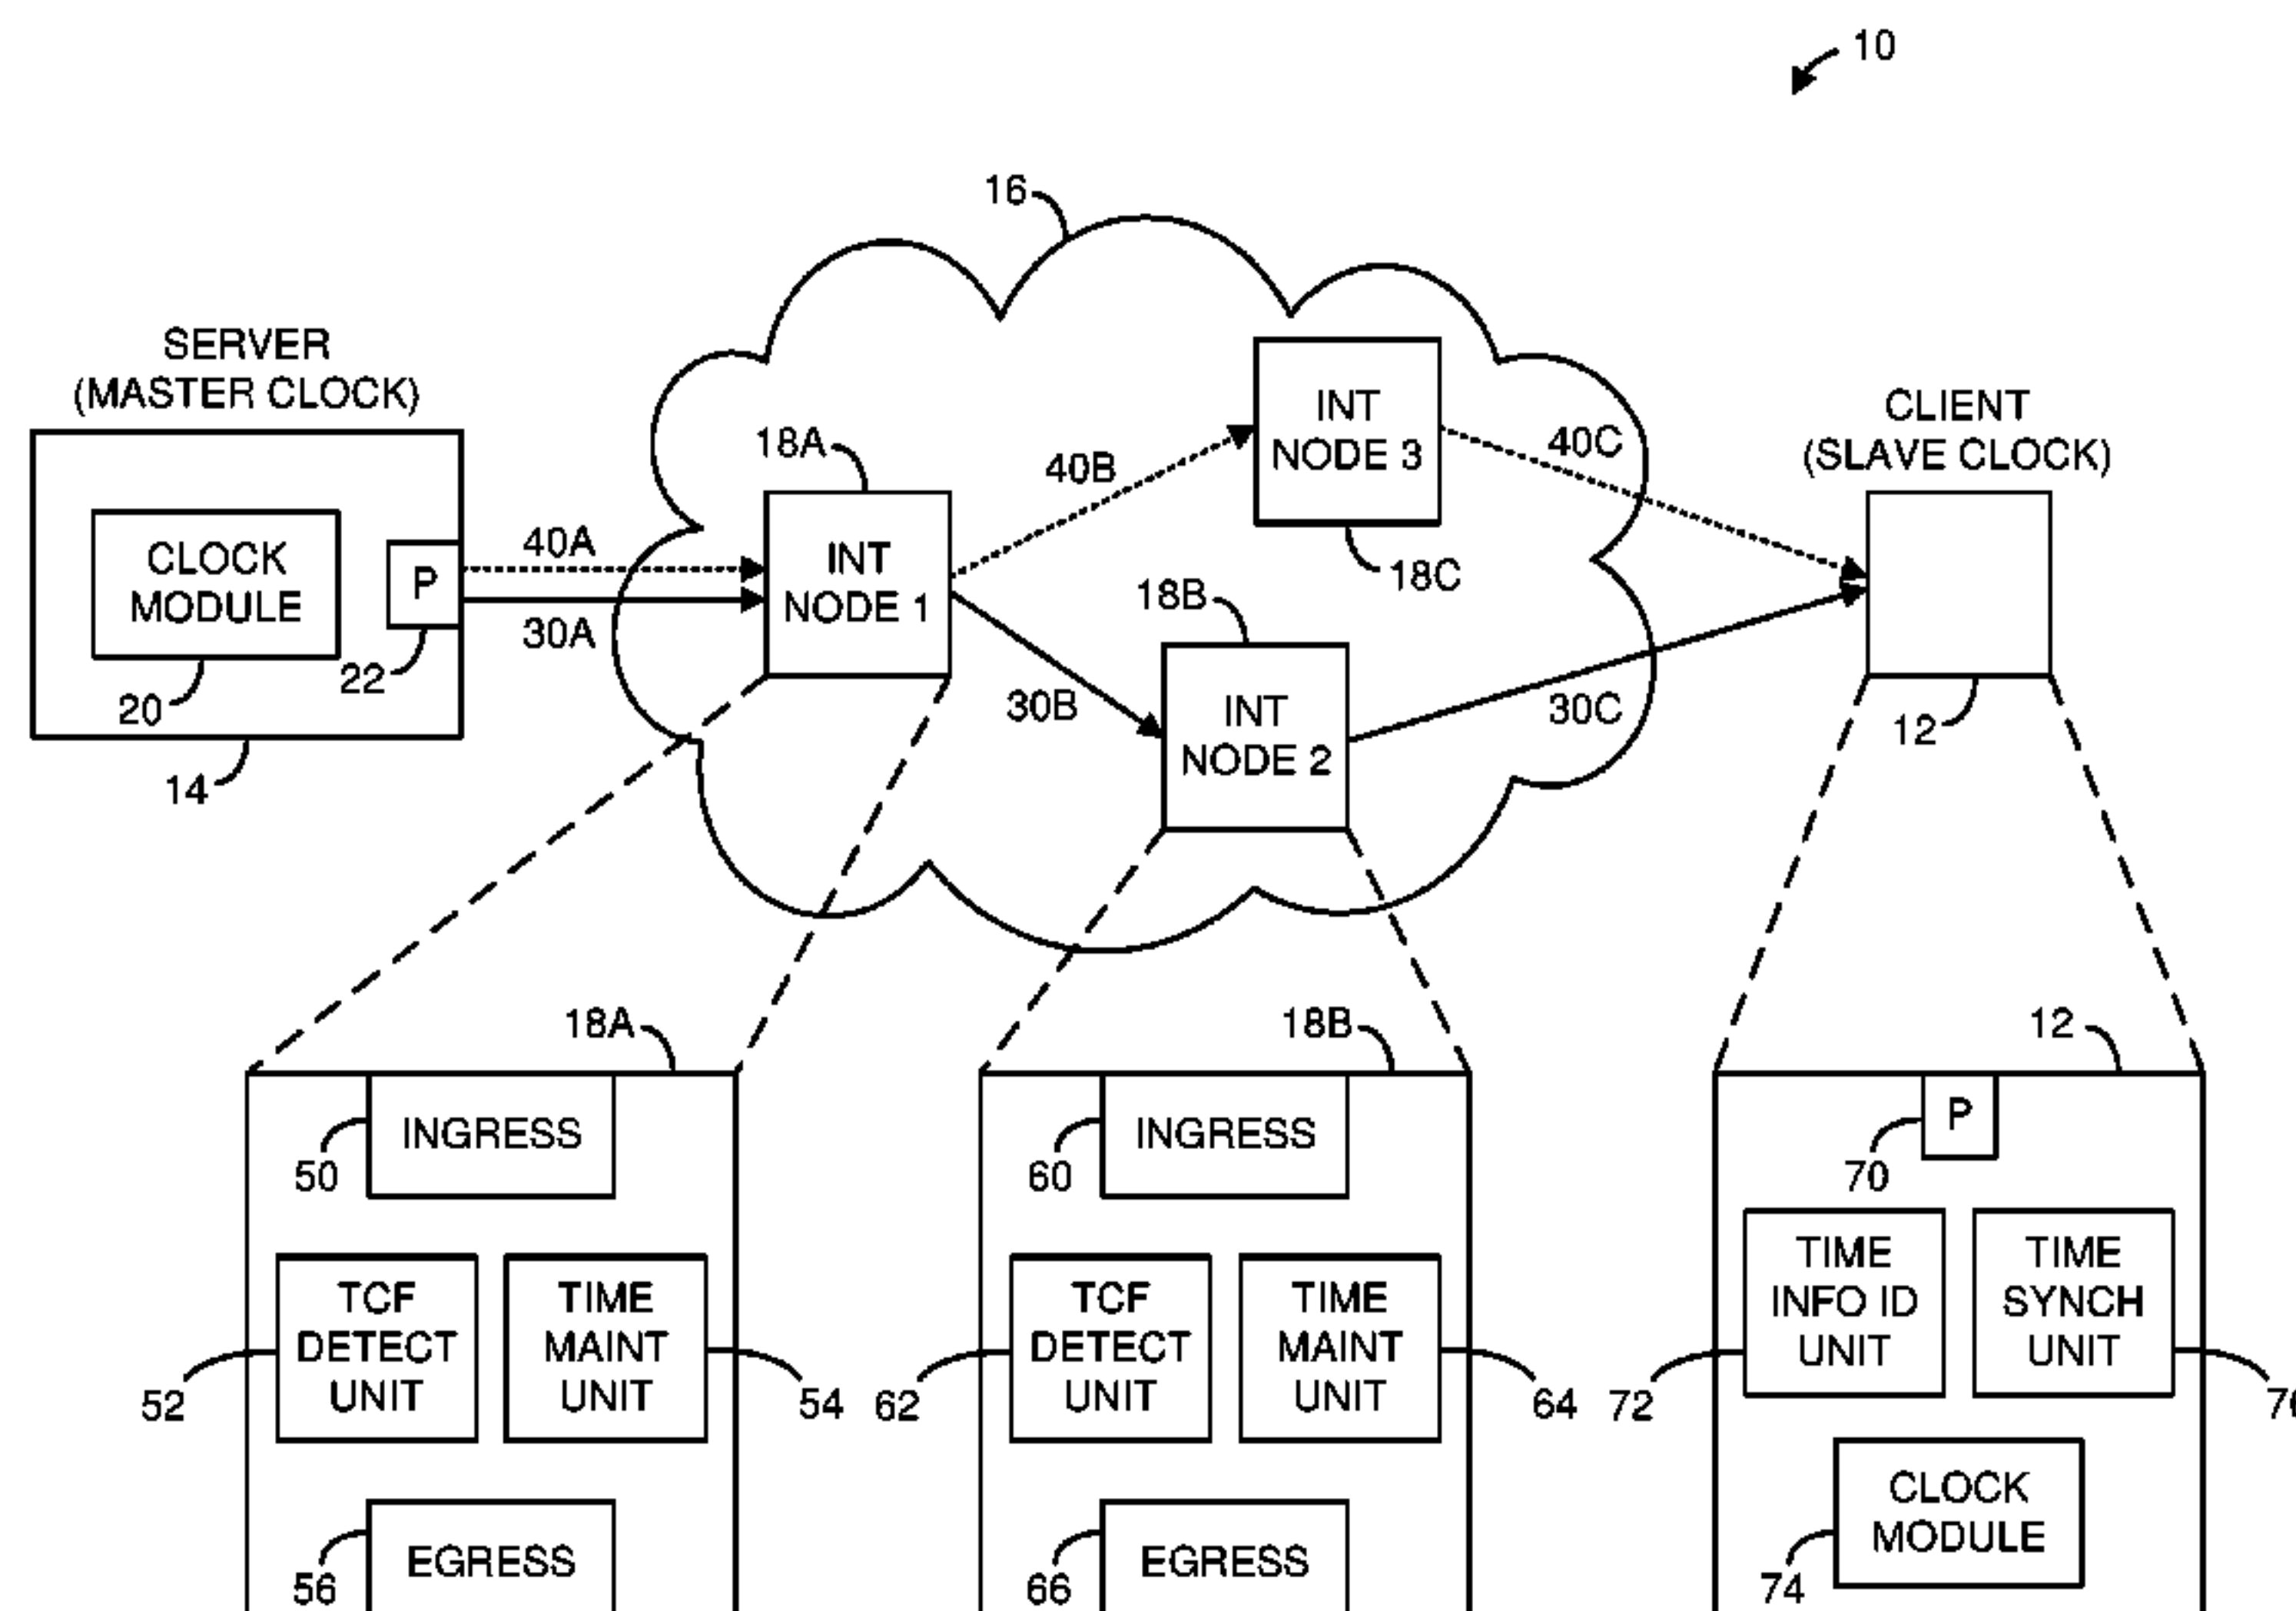 10
16
SERVER
(MASTER CLOCK)
CLIENT
(SLAVE CLOCK)
INT
NODE 3
18A
40B
40C
40A
CLOCK
MODULE
P
INT
NODE 1
18C
18B
30A
22
20
30B
INT
NODE 2
30C
12
14
18A
18B
12
INGRESS
50
INGRESS
60
P
70
TCF
DETECT
UNIT
TIME
MAINT
UNIT
52
54
TCF
DETECT
UNIT
TIME
MAINT
UNIT
62
64
TIME
INFO ID
UNIT
TIME
SYNCH
UNIT
72
EGRESS
56
EGRESS
66
CLOCK
MODULE
74